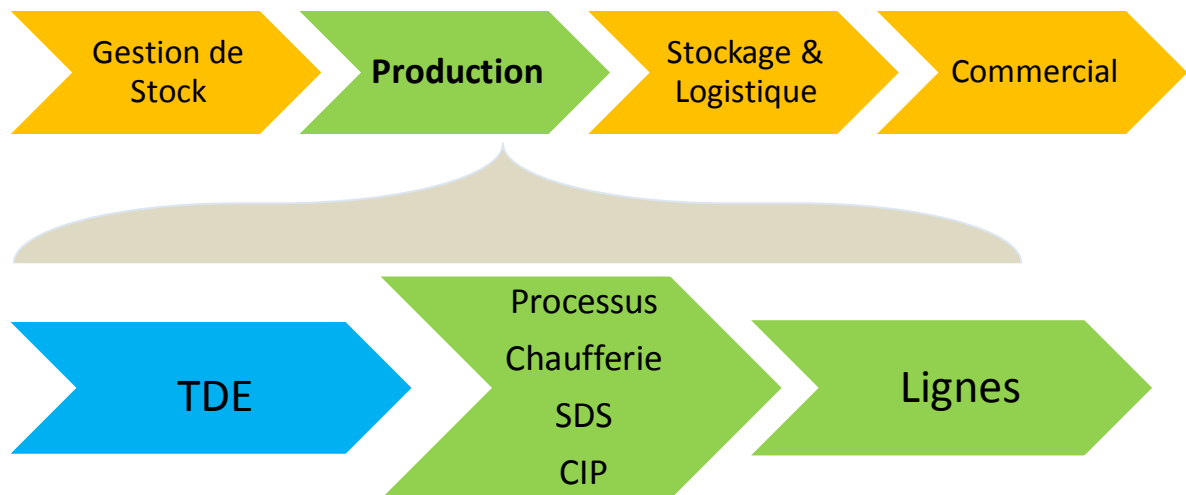 Gestion de
Stock
Production
Stockage &
Logistique
Commercial
TDE
Processus
Chaufferie
SDS
CIP
Lignes